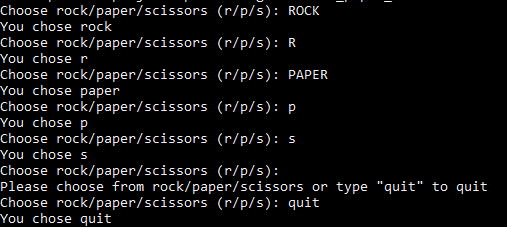 Choose rock/paper/scissors (r/p/s): ROCK
You chose rock
Choose rock/paper/scissors (r/p/s): R
You chose r
Choose rock/paper/scissors (r/p/s): PAPER
You chose paper
Choose rock/paper/scissors (r/p/s): p
You chose p
Choose rock/paper/scissors (r/p/s): s
You chose s
Choose rock/paper/scissors (r/p/s):
Please choose from rock/paper/scissors or type "quit" to quit
Choose rock/paper/scissors (r/p/s): quit
You chose quit